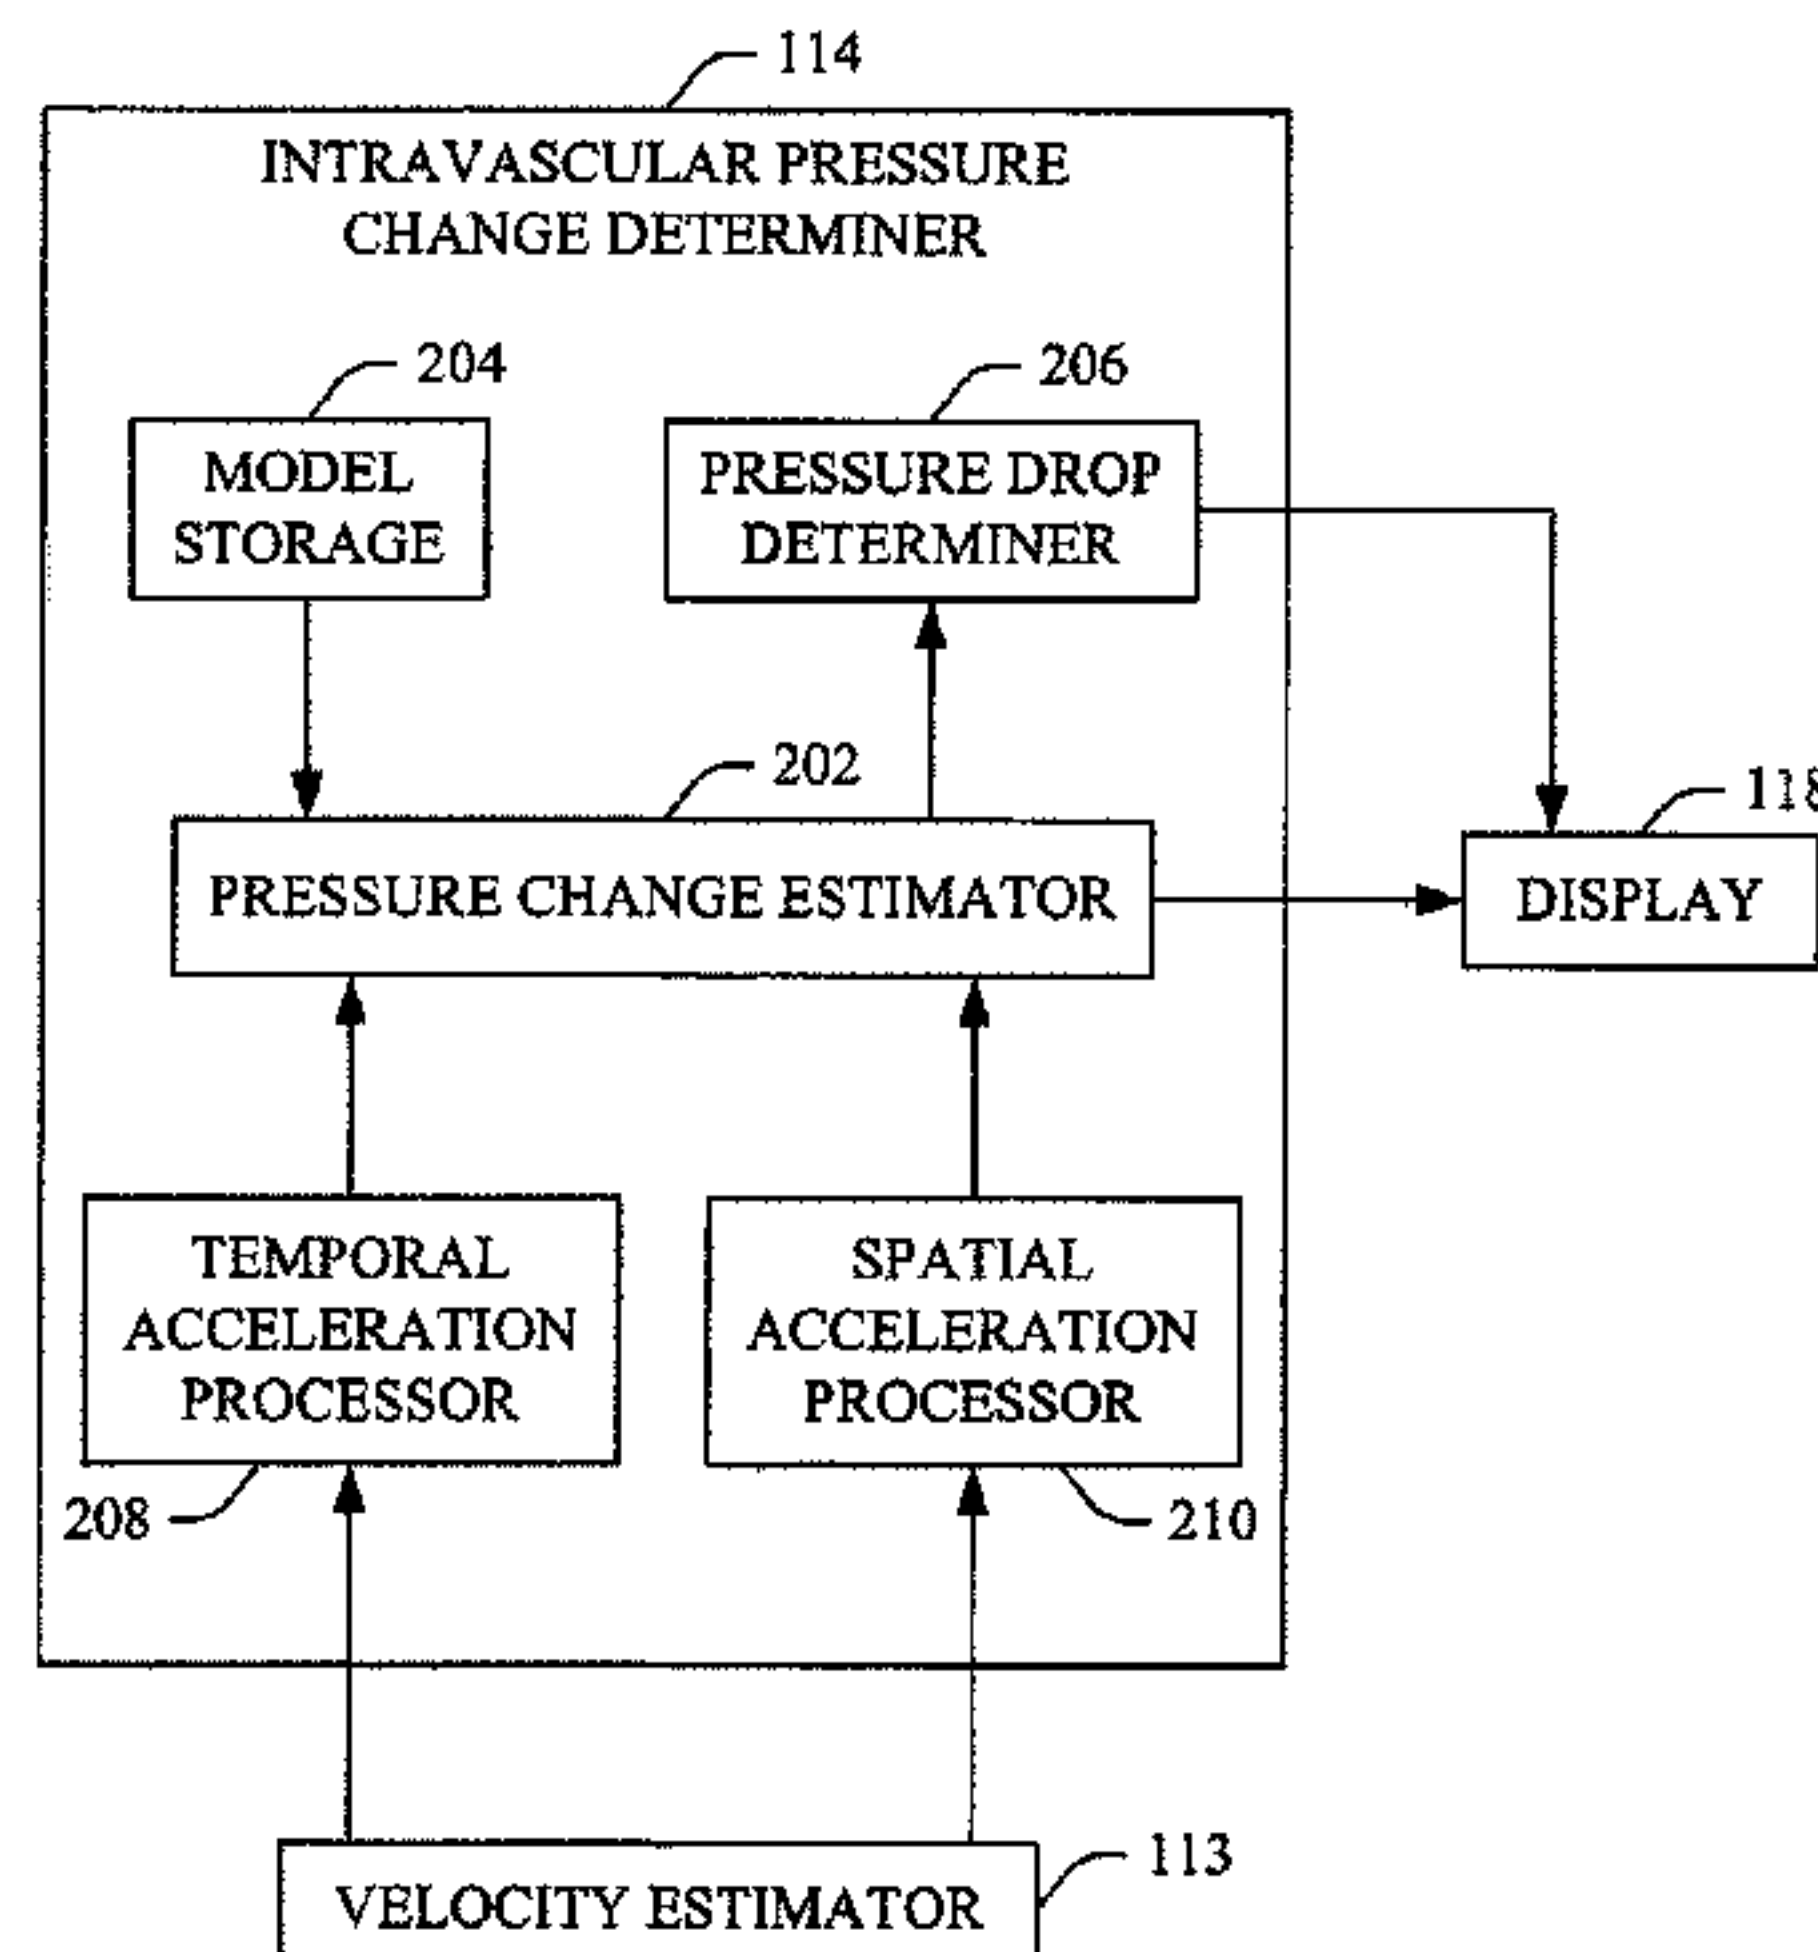 114
INTRAVASCULAR PRESSURE
CHANGE DETERMINER
204
206
MODEL
STORAGE
PRESSURE DROP
DETERMINER
202
118
PRESSURE CHANGE ESTIMATOR
DISPLAY
TEMPORAL
ACCELERATION
PROCESSOR
SPATIAL
ACCELERATION
PROCESSOR
208
210
113
VELOCITY ESTIMATOR